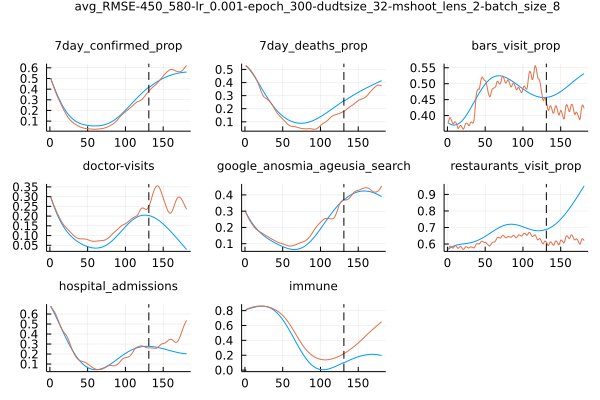 avg_RMSE-450_580-lr_0.001-epoch_300-dudtsize_32-mshoot_lens_2-batch_size_8
7day_confirmed_prop 7day_deaths_prop bars_visit_prop
0.6 0.5 0.4 0.3 0.2 0.1
0 50 100 150
0.5 0.4 0.3 0.2 0.1
0 50 100 150
0.55 0.50 0.45 0.40
0 50 100 150
doctor-visits google_anosmia_ageusia_search restaurants_visit_prop
0.35 0.30 0.25 0.20 0.15 0.10 0.05
0 50 100 150
0.4 0.3 0.2 0.1
0 50 100 150
0.9 0.8 0.7 0.6
0 50 100 150
hospital_admissions immune
0.6 0.5 0.4 0.3 0.2 0.1
0 50 100 150
0.8 0.6 0.4 0.2 0.0
0 50 100 150